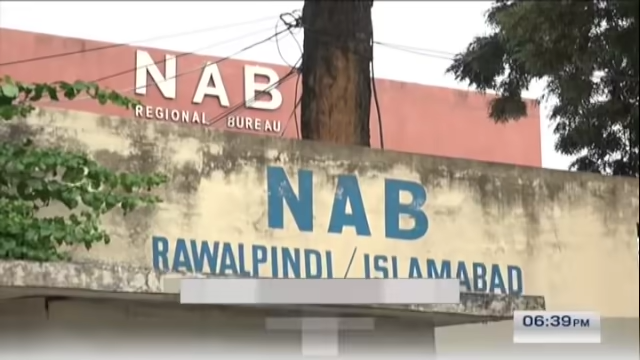 NAB
REGIONAL BUREAU
NAB
RAWALPINDI/ISLAMABAD
06:39PM